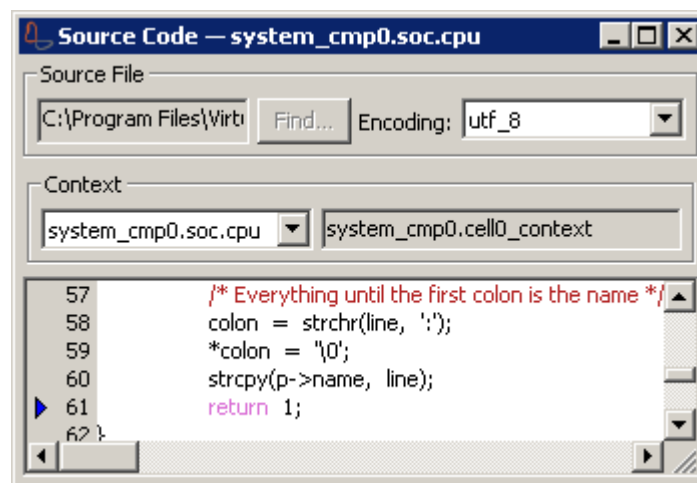 Source Code — system_cmp0.soc.cpu
Source File
C:\Program Files\Virtu
Find...
Encoding:
utf_8
Context
system_cmp0.soc.cpu
system_cmp0.cell0_context
57 /* Everything until the first colon is the name */
58 colon = strchr(line, ':');
59 *colon = '\0';
60 strcpy(p->name, line);
61 return 1;
62 }